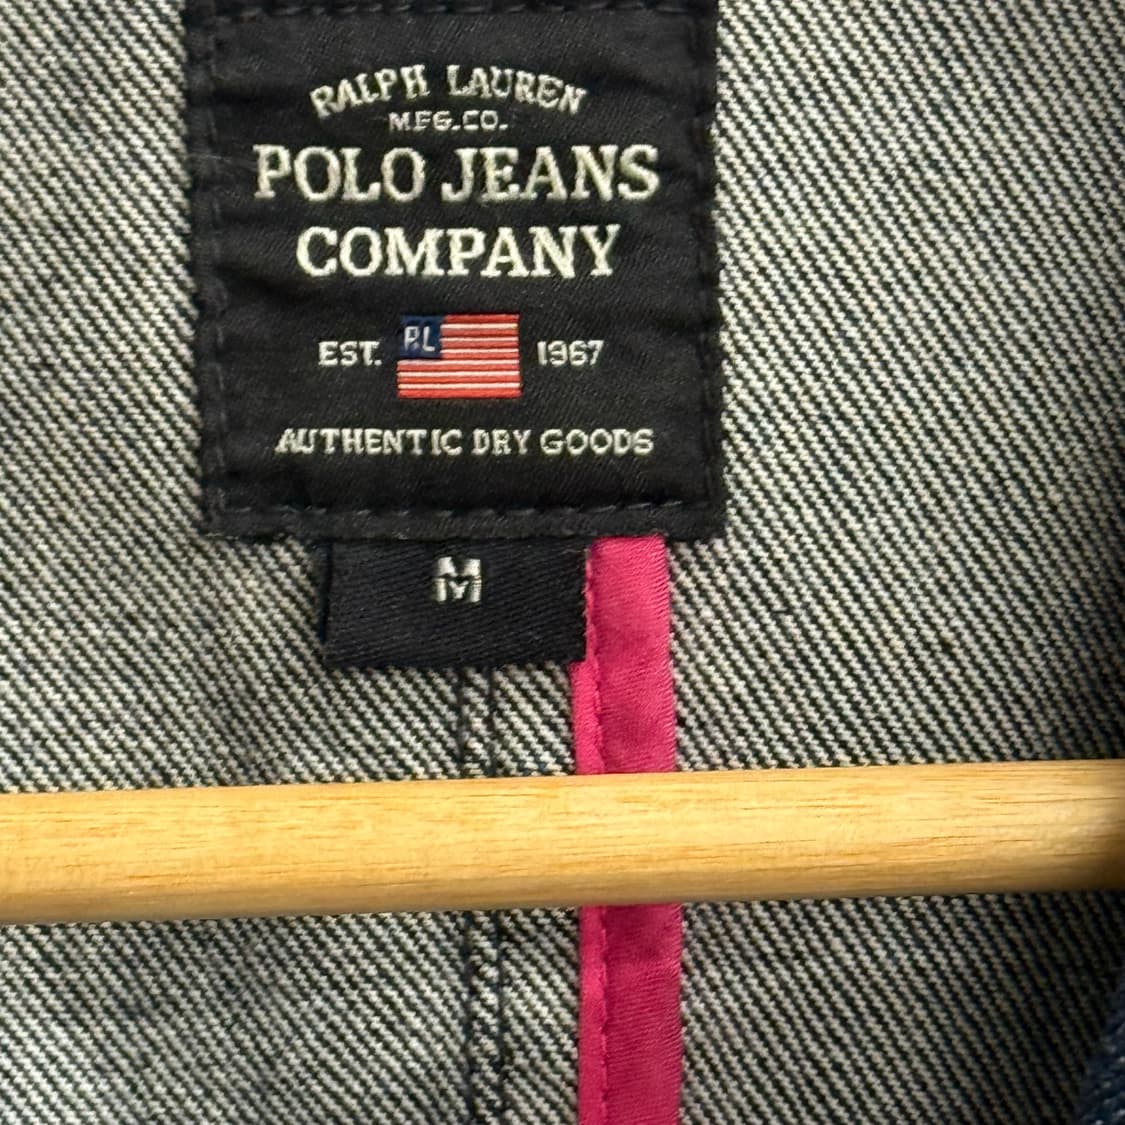 RALPH LAUREN
MFG.CO.
POLO JEANS
COMPANY
EST. RL 1967
AUTHENTIC DRY GOODS
M